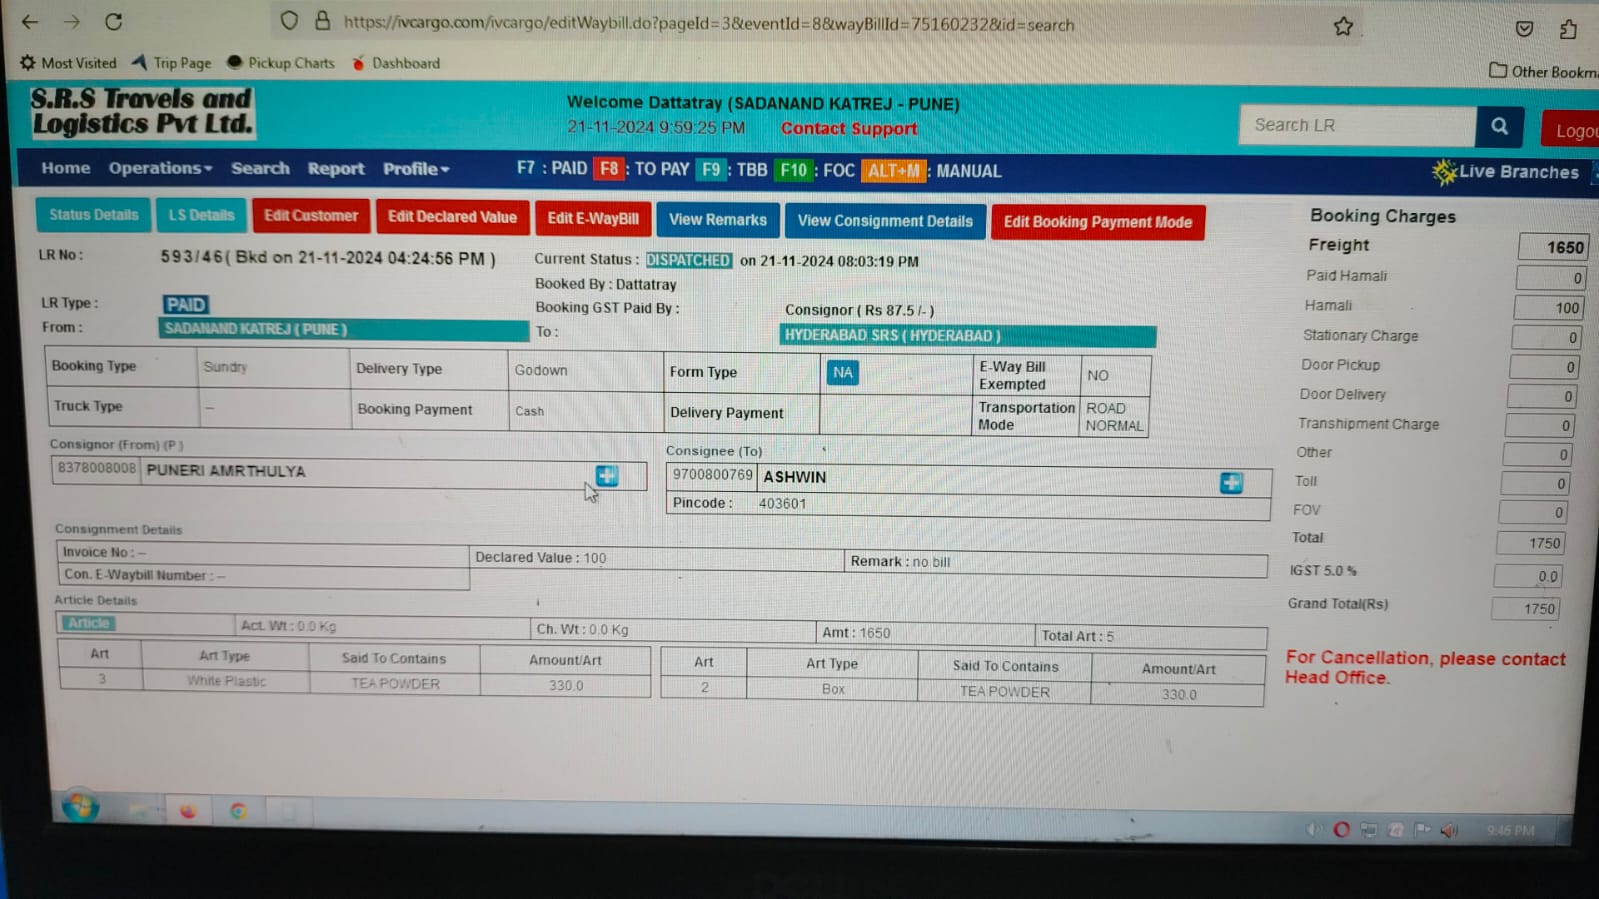 https://ivcargo.com/ivcargo/editWaybill.do?pageId=3&eventId=8&wayBillId=75160232&id=search
Most Visited Trip Page Pickup Charts Dashboard
Other Bookma
S.R.S Travels and
Logistics Pvt Ltd.
Welcome Dattatray (SADANAND KATREJ - PUNE)
21-11-2024 9:59:25 PM Contact Support
Search LR
Logou
Home Operations Search Report Profile F7 : PAID F8 : TO PAY F9 : TBB F10 : FOC ALT+M : MANUAL Live Branches
Status Details LS Details Edit Customer Edit Declared Value Edit E-WayBill View Remarks View Consignment Details Edit Booking Payment Mode
LR No : 593/46( Bkd on 21-11-2024 04:24:56 PM ) Current Status : DISPATCHED on 21-11-2024 08:03:19 PM
Booked By : Dattatray
LR Type : PAID Booking GST Paid By : Consignor ( Rs 87.5 /- )
From : SADANAND KATREJ ( PUNE ) To : HYDERABAD SRS ( HYDERABAD )
Booking Type Sundry Delivery Type Godown Form Type NA E-Way Bill Exempted NO
Truck Type -- Booking Payment Cash Delivery Payment Transportation Mode ROAD NORMAL
Consignor (From) (P:) Consignee (To)
8378008008 PUNERI AMRTHULYA 9700800769 ASHWIN
Pincode : 403601
Consignment Details
Invoice No : -- Declared Value : 100 Remark : no bill
Con. E-Waybill Number : --
Article Details
Article Act. Wt : 0.0 Kg Ch. Wt : 0.0 Kg Amt : 1650 Total Art : 5
Art Art Type Said To Contains Amount/Art Art Art Type Said To Contains Amount/Art
3 White Plastic TEA POWDER 330.0 2 Box TEA POWDER 330.0
Booking Charges
Freight 1650
Paid Hamali 0
Hamali 100
Stationary Charge 0
Door Pickup 0
Door Delivery 0
Transhipment Charge 0
Other 0
Toll 0
FOV 0
Total 1750
IGST 5.0 % 0.0
Grand Total(Rs) 1750
For Cancellation, please contact
Head Office.
9:46 PM
DELL